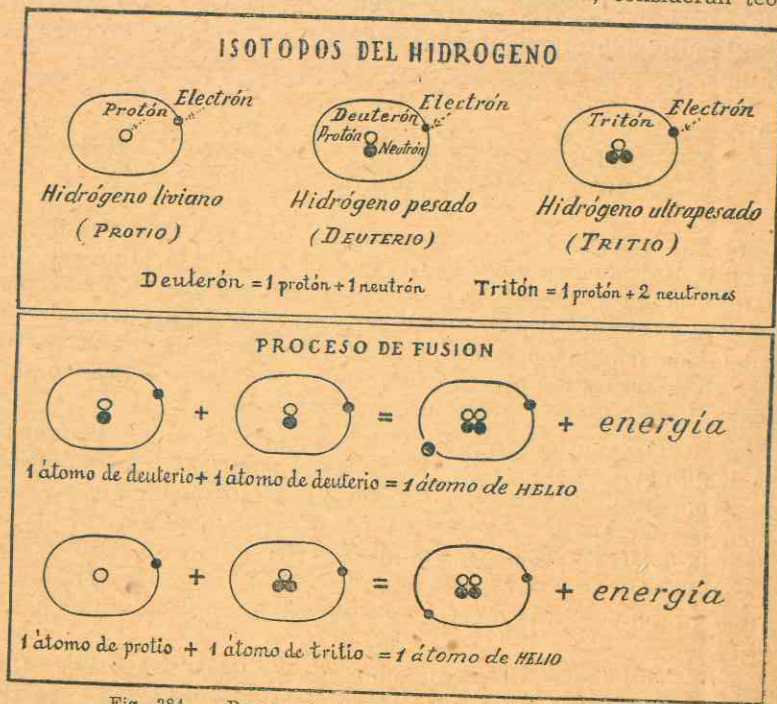 consideran teo
ISOTOPOS DEL HIDROGENO
Protón Electrón
Deuterón Electrón
Protón
Neutrón
Tritón Electrón
Hidrógeno liviano
(PROTIO)
Hidrógeno pesado
(DEUTERIO)
Hidrógeno ultrapesado
(TRITIO)
Deuterón = 1 protón + 1 neutrón
Tritón = 1 protón + 2 neutrones
PROCESO DE FUSION
+ = + energía
1 átomo de deuterio + 1 átomo de deuterio = 1 átomo de HELIO
+ = + energía
1 átomo de protio + 1 átomo de tritio = 1 átomo de HELIO